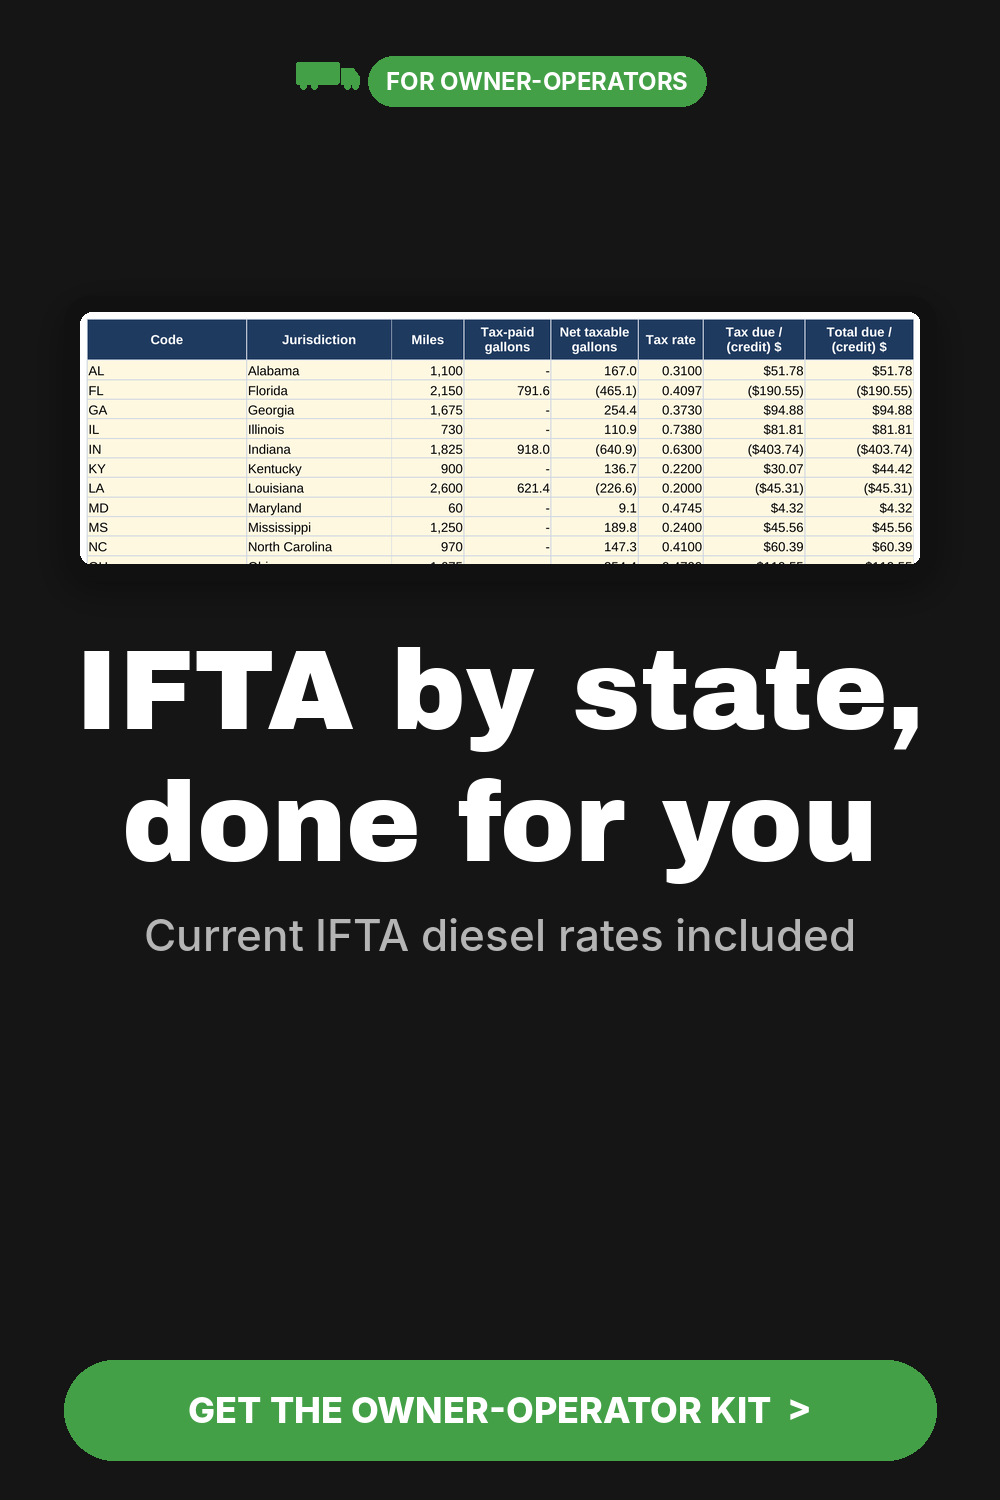 FOR OWNER-OPERATORS
Code Jurisdiction Miles Tax-paid gallons Net taxable gallons Tax rate Tax due / (credit) $ Total due / (credit) $
AL Alabama 1,100 - 167.0 0.3100 $51.78 $51.78
FL Florida 2,150 791.6 (465.1) 0.4097 ($190.55) ($190.55)
GA Georgia 1,675 - 254.4 0.3730 $94.88 $94.88
IL Illinois 730 - 110.9 0.7380 $81.81 $81.81
IN Indiana 1,825 918.0 (640.9) 0.6300 ($403.74) ($403.74)
KY Kentucky 900 - 136.7 0.2200 $30.07 $44.42
LA Louisiana 2,600 621.4 (226.6) 0.2000 ($45.31) ($45.31)
MD Maryland 60 - 9.1 0.4745 $4.32 $4.32
MS Mississippi 1,250 - 189.8 0.2400 $45.56 $45.56
NC North Carolina 970 - 147.3 0.4100 $60.39 $60.39
IFTA by state,
done for you
Current IFTA diesel rates included
GET THE OWNER-OPERATOR KIT >